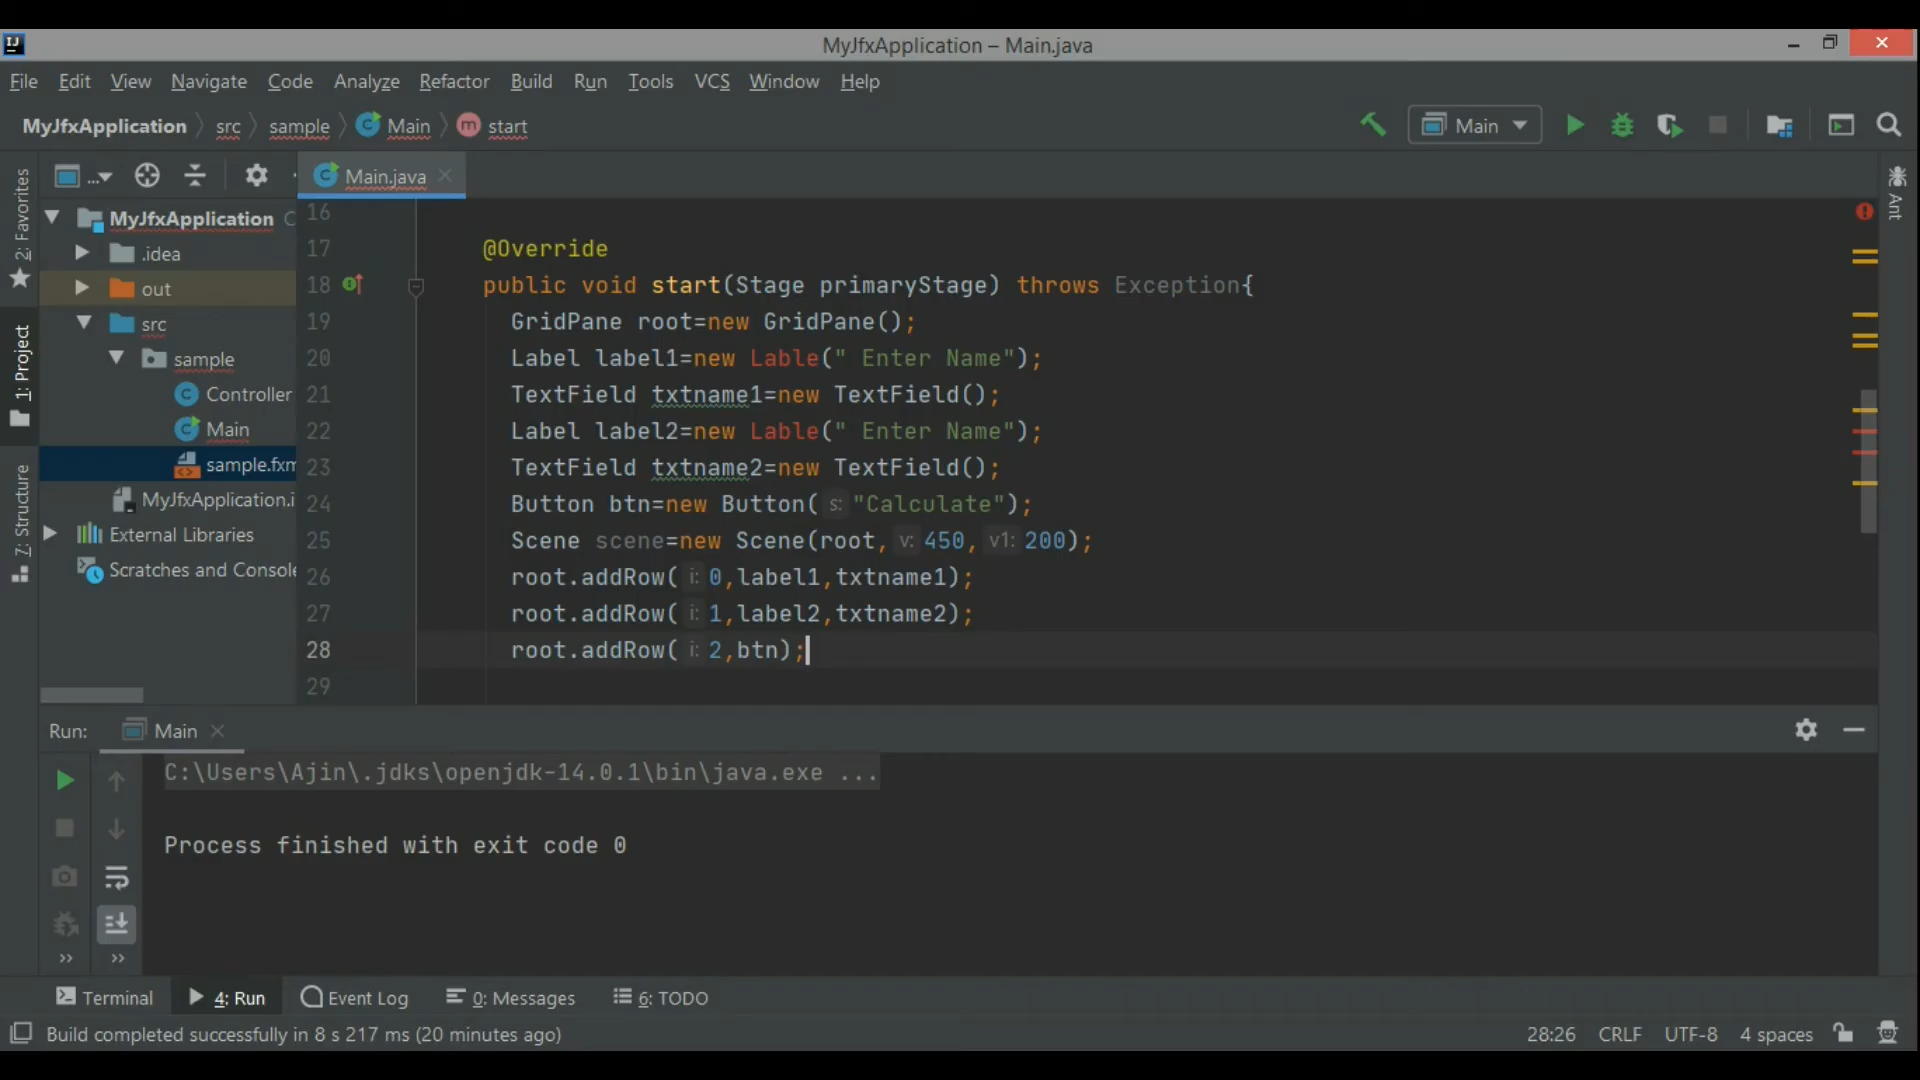 IJ
MyJfxApplication – Main.java
File Edit View Navigate Code Analyze Refactor Build Run Tools VCS Window Help
MyJfxApplication src sample Main m start
Main
...
Main.java
2: Favorites
1: Project
7: Structure
Ant
MyJfxApplication C
.idea
out
src
sample
C Controller
Main
sample.fxm
MyJfxApplication.i
External Libraries
Scratches and Console
16
17 @Override
18 public void start(Stage primaryStage) throws Exception{
19 GridPane root=new GridPane();
20 Label label1=new Lable(" Enter Name");
21 TextField txtname1=new TextField();
22 Label label2=new Lable(" Enter Name");
23 TextField txtname2=new TextField();
24 Button btn=new Button( s: "Calculate");
25 Scene scene=new Scene(root, v: 450, v1: 200);
26 root.addRow( i: 0,label1,txtname1);
27 root.addRow( i: 1,label2,txtname2);
28 root.addRow( i: 2,btn);
29
Run: Main
C:\Users\Ajin\.jdks\openjdk-14.0.1\bin\java.exe ...
Process finished with exit code 0
Terminal 4: Run Event Log 0: Messages 6: TODO
Build completed successfully in 8 s 217 ms (20 minutes ago) 28:26 CRLF UTF-8 4 spaces